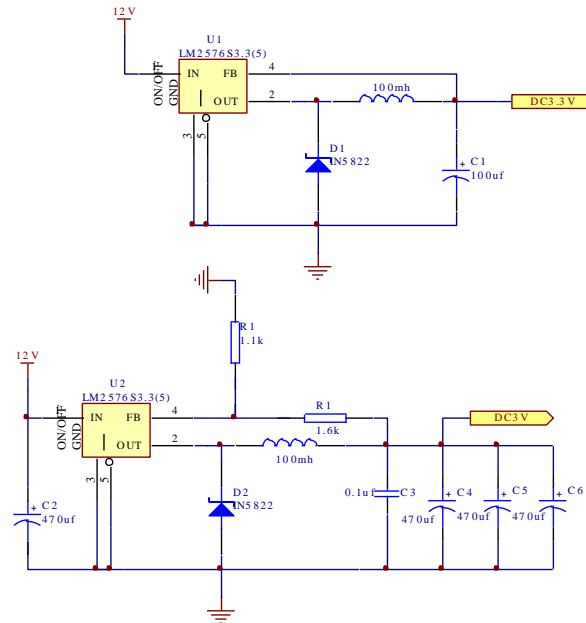 12V
U1
LM2576S3.3(5)
IN
FB
4
ON/OFF
GND
OUT
2
3
5
100mh
DC3.3V
D1
IN5822
C1
100uf
R1
1.1k
12V
U2
LM2576S3.3(5)
IN
FB
4
ON/OFF
GND
OUT
2
3
5
R1
1.6k
100mh
DC3V
C2
470uf
D2
IN5822
0.1uf
C3
C4
470uf
C5
470uf
C6
470uf